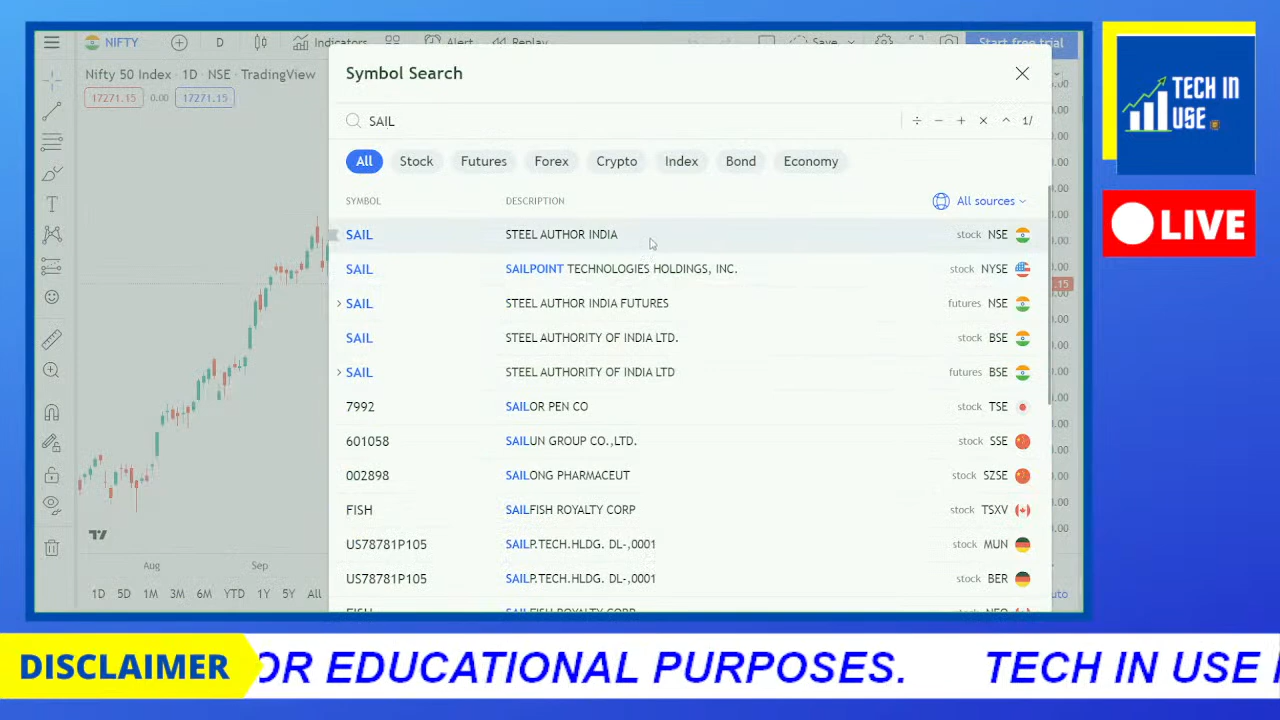 NIFTY
D
Indicators
Alert
Replay
Save
Start free trial
Nifty 50 Index · 1D · NSE · TradingView
17271.15 0.00 17271.15
Symbol Search
SAIL
÷ − + × ^ 1/
All Stock Futures Forex Crypto Index Bond Economy
SYMBOL DESCRIPTION All sources
SAIL STEEL AUTHOR INDIA stock NSE
SAIL SAILPOINT TECHNOLOGIES HOLDINGS, INC. stock NYSE
SAIL STEEL AUTHOR INDIA FUTURES futures NSE
SAIL STEEL AUTHORITY OF INDIA LTD. stock BSE
SAIL STEEL AUTHORITY OF INDIA LTD futures BSE
7992 SAILOR PEN CO stock TSE
601058 SAILUN GROUP CO.,LTD. stock SSE
002898 SAILONG PHARMACEUT stock SZSE
FISH SAILFISH ROYALTY CORP stock TSXV
US78781P105 SAILP.TECH.HLDG. DL-,0001 stock MUN
US78781P105 SAILP.TECH.HLDG. DL-,0001 stock BER
FISH SAILFISH ROYALTY CORP stock NEO
Aug Sep
1D 5D 1M 3M 6M YTD 1Y 5Y All
TECH IN
USE
LIVE
DISCLAIMER
OR EDUCATIONAL PURPOSES. TECH IN USE